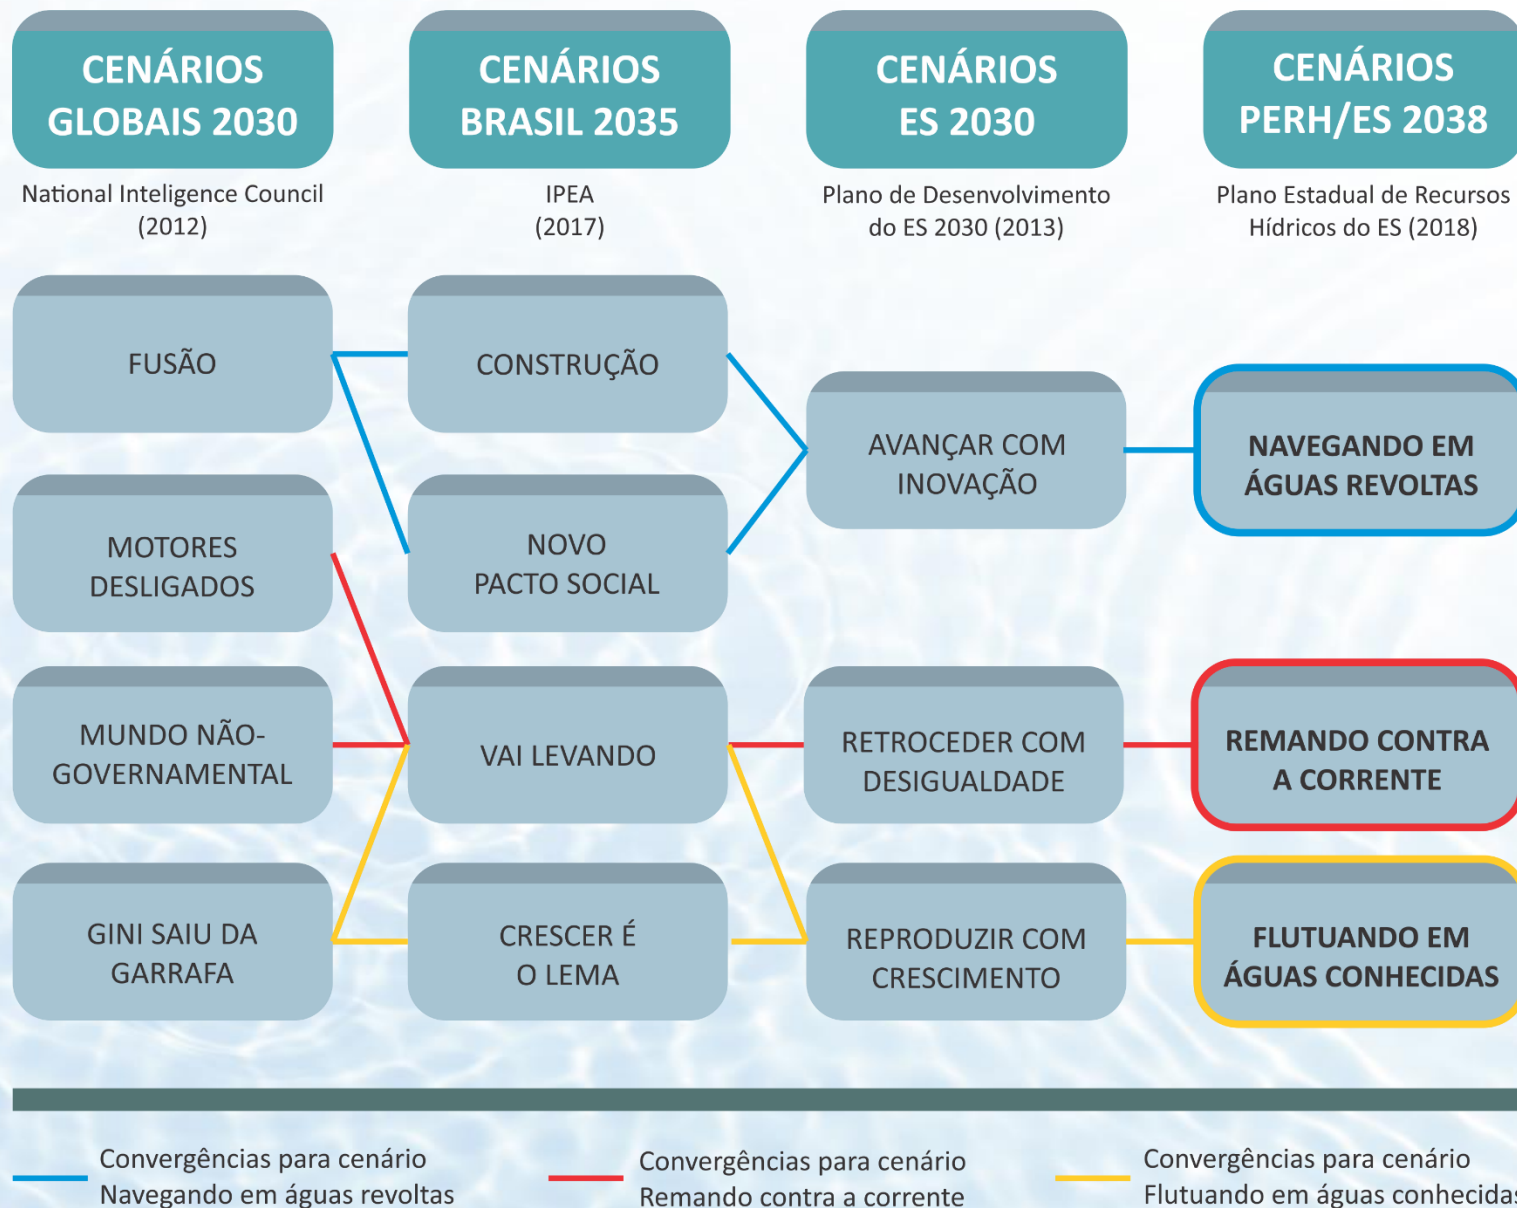 CENÁRIOS
GLOBAIS 2030
CENÁRIOS
BRASIL 2035
CENÁRIOS
ES 2030
CENÁRIOS
PERH/ES 2038
National Inteligence Council
(2012)
IPEA
(2017)
Plano de Desenvolvimento
do ES 2030 (2013)
Plano Estadual de Recursos
Hídricos do ES (2018)
FUSÃO
CONSTRUÇÃO
AVANÇAR COM
INOVAÇÃO
NAVEGANDO EM
ÁGUAS REVOLTAS
MOTORES
DESLIGADOS
NOVO
PACTO SOCIAL
MUNDO NÃO-
GOVERNAMENTAL
VAI LEVANDO
RETROCEDER COM
DESIGUALDADE
REMANDO CONTRA
A CORRENTE
GINI SAIU DA
GARRAFA
CRESCER É
O LEMA
REPRODUZIR COM
CRESCIMENTO
FLUTUANDO EM
ÁGUAS CONHECIDAS
Convergências para cenário
Navegando em águas revoltas
Convergências para cenário
Remando contra a corrente
Convergências para cenário
Flutuando em águas conhecidas